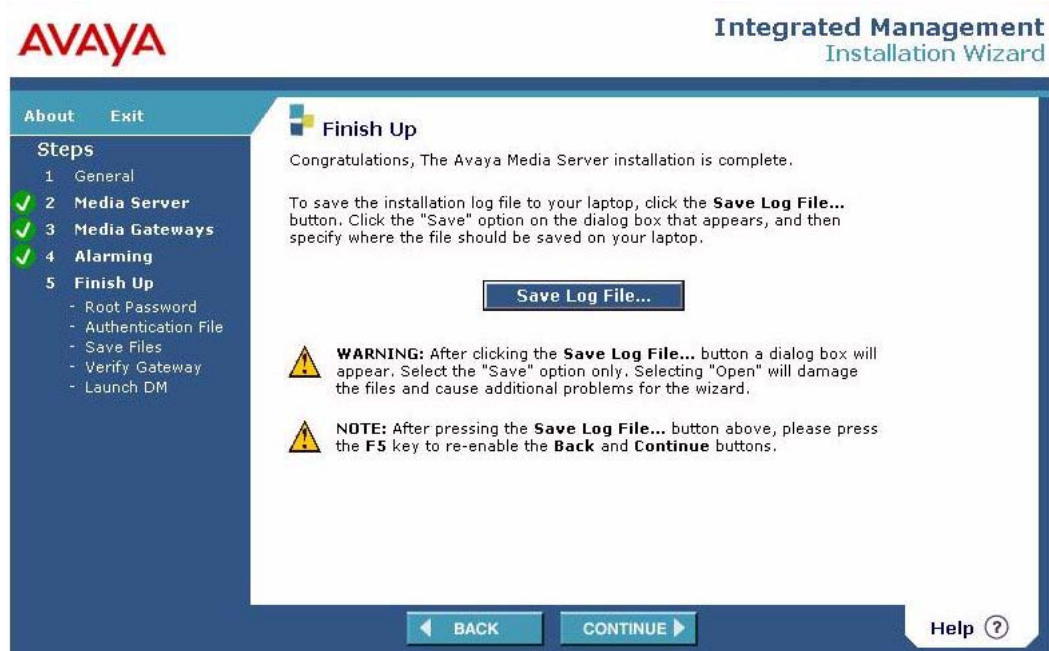 AVAYA
Integrated Management
Installation Wizard
About Exit
Steps
1 General
2 Media Server
3 Media Gateways
4 Alarming
5 Finish Up
- Root Password
- Authentication File
- Save Files
- Verify Gateway
- Launch DM
Finish Up
Congratulations, The Avaya Media Server installation is complete.
To save the installation log file to your laptop, click the Save Log File...
button. Click the "Save" option on the dialog box that appears, and then
specify where the file should be saved on your laptop.
Save Log File...
WARNING: After clicking the Save Log File... button a dialog box will
appear. Select the "Save" option only. Selecting "Open" will damage
the files and cause additional problems for the wizard.
NOTE: After pressing the Save Log File... button above, please press
the F5 key to re-enable the Back and Continue buttons.
BACK
CONTINUE
Help ?